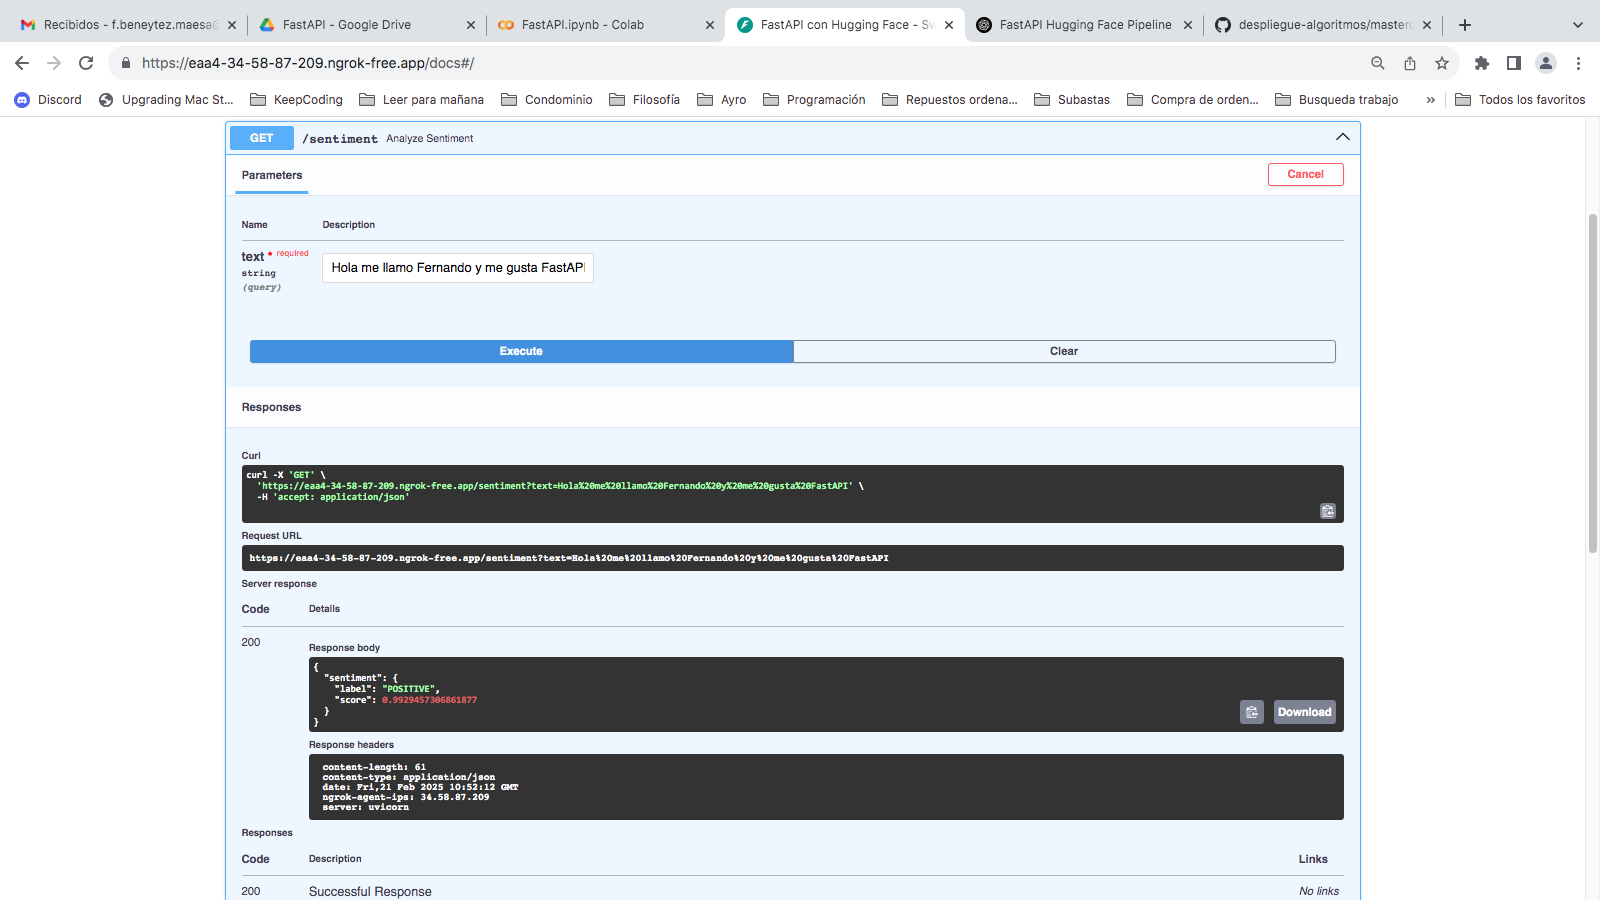 Recibidos - f.beneytez.maesa@
FastAPI - Google Drive
FastAPI.ipynb - Colab
FastAPI con Hugging Face - Sw
FastAPI Hugging Face Pipeline
despliegue-algoritmos/master
https://eaa4-34-58-87-209.ngrok-free.app/docs#/
Discord
Upgrading Mac St...
KeepCoding
Leer para mañana
Condominio
Filosofía
Ayro
Programación
Repuestos ordena...
Subastas
Compra de orden...
Busqueda trabajo
»
Todos los favoritos
GET /sentiment Analyze Sentiment
Parameters
Cancel
Name Description
text * required
string
(query)
Hola me llamo Fernando y me gusta FastAPI
Execute
Clear
Responses
Curl
curl -X 'GET' \
'https://eaa4-34-58-87-209.ngrok-free.app/sentiment?text=Hola%20me%20llamo%20Fernando%20y%20me%20gusta%20FastAPI' \
-H 'accept: application/json'
Request URL
https://eaa4-34-58-87-209.ngrok-free.app/sentiment?text=Hola%20me%20llamo%20Fernando%20y%20me%20gusta%20FastAPI
Server response
Code Details
200
Response body
{
"sentiment": {
"label": "POSITIVE",
"score": 0.9929457306861877
}
}
Download
Response headers
content-length: 61
content-type: application/json
date: Fri,21 Feb 2025 10:52:12 GMT
ngrok-agent-ips: 34.58.87.209
server: uvicorn
Responses
Code Description Links
200 Successful Response No links